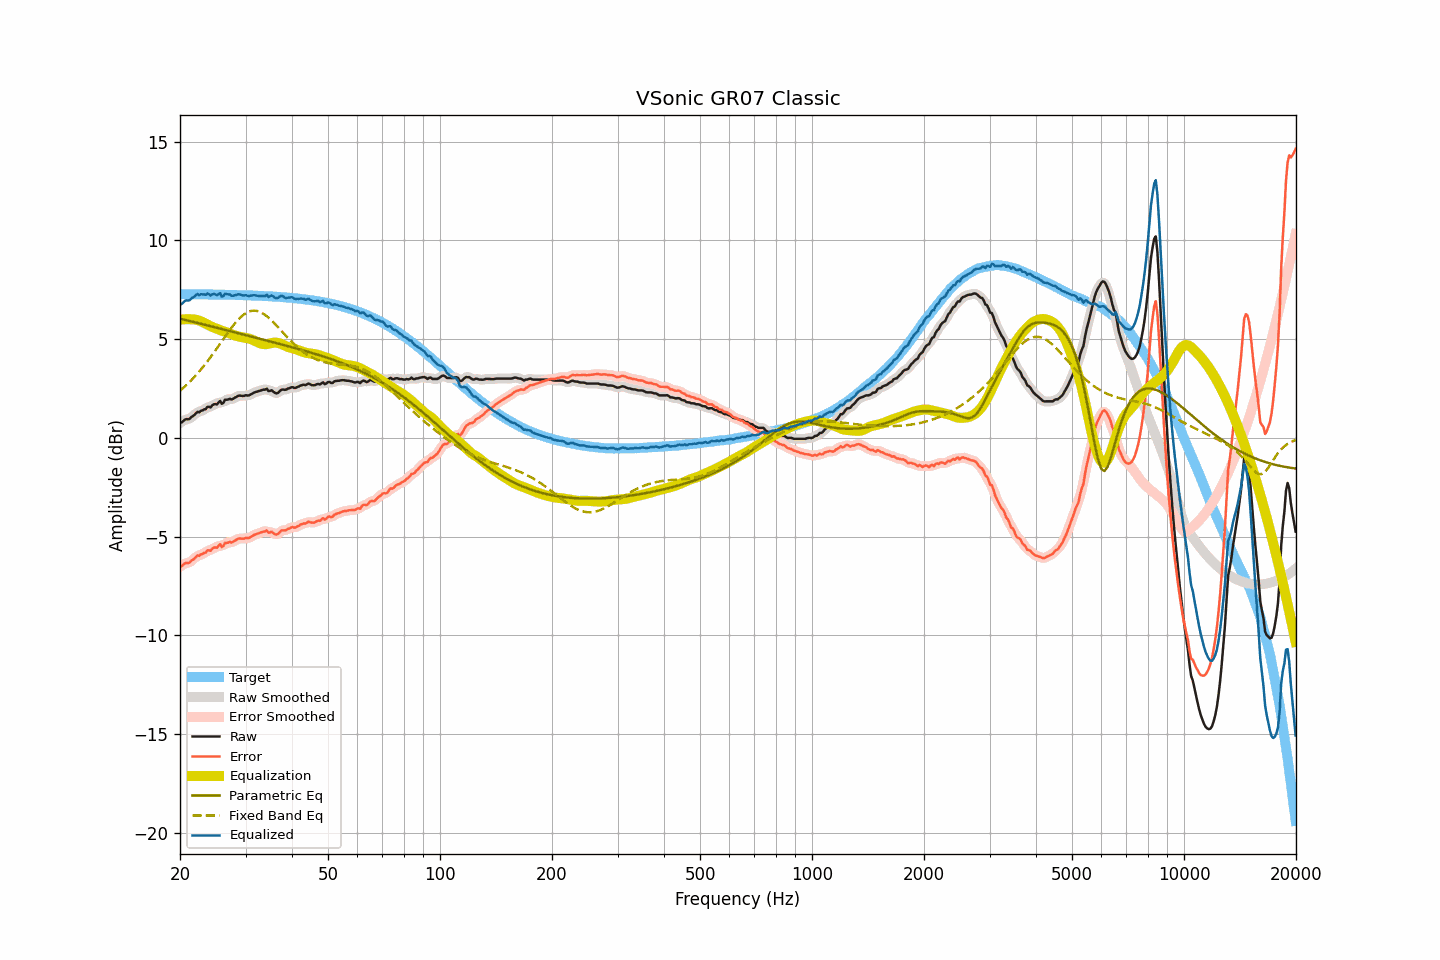 VSonic GR07 Classic
15
10
5
0
−5
−10
−15
−20
Amplitude (dBr)
Target
Raw Smoothed
Error Smoothed
Raw
Error
Equalization
Parametric Eq
Fixed Band Eq
Equalized
20 50 100 200 500 1000 2000 5000 10000 20000
Frequency (Hz)